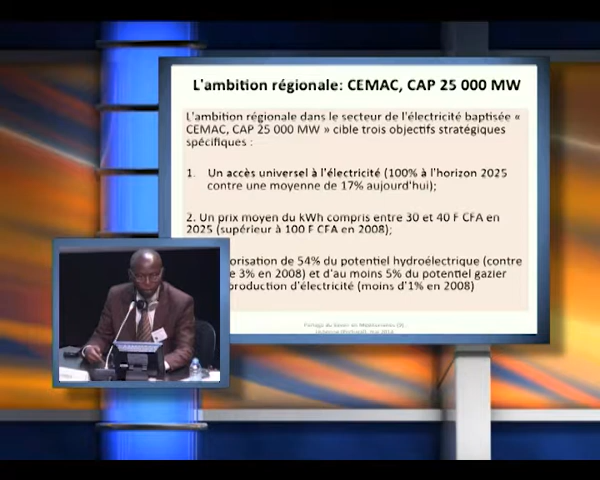 L'ambition régionale: CEMAC, CAP 25 000 MW
L'ambition régionale dans le secteur de l'électricité baptisée «
CEMAC, CAP 25 000 MW » cible trois objectifs stratégiques
spécifiques :
1. Un accès universel à l'électricité (100% à l'horizon 2025
contre une moyenne de 17% aujourd'hui);
2. Un prix moyen du kWh compris entre 30 et 40 F CFA en
2025 (supérieur à 100 F CFA en 2008);
orisation de 54% du potentiel hydroélectrique (contre
e 3% en 2008) et d'au moins 5% du potentiel gazier
production d'électricité (moins d'1% en 2008)